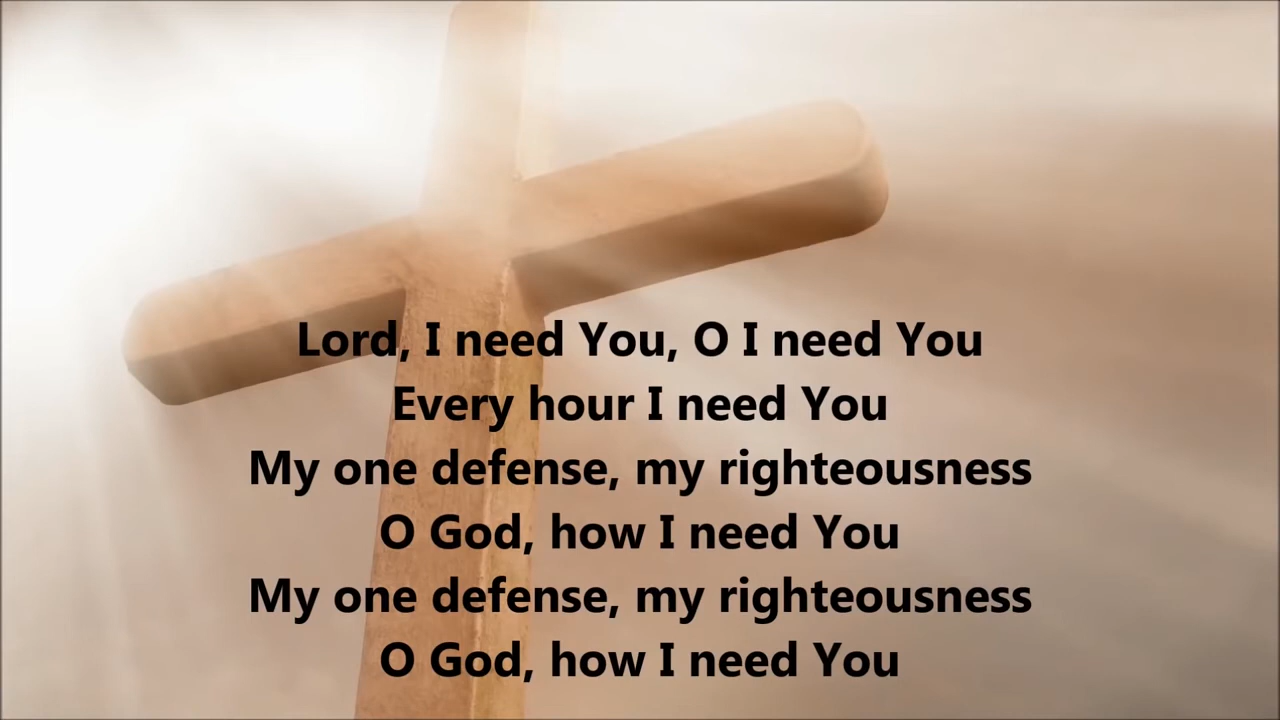 Lord, I need You, O I need You
Every hour I need You
My one defense, my righteousness
O God, how I need You
My one defense, my righteousness
O God, how I need You